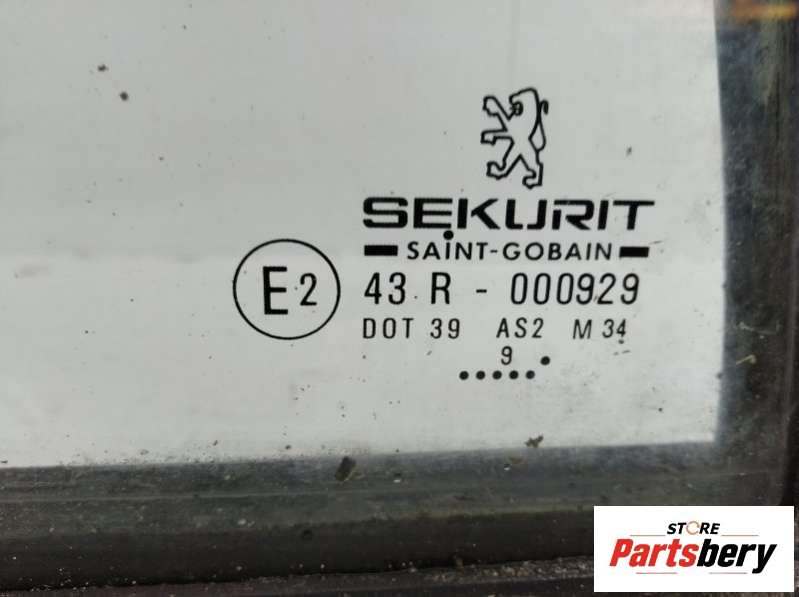 SEKURIT
SAINT-GOBAIN
E2 43 R - 000929
DOT 39 AS2 M 34
9
STORE
Partsbery